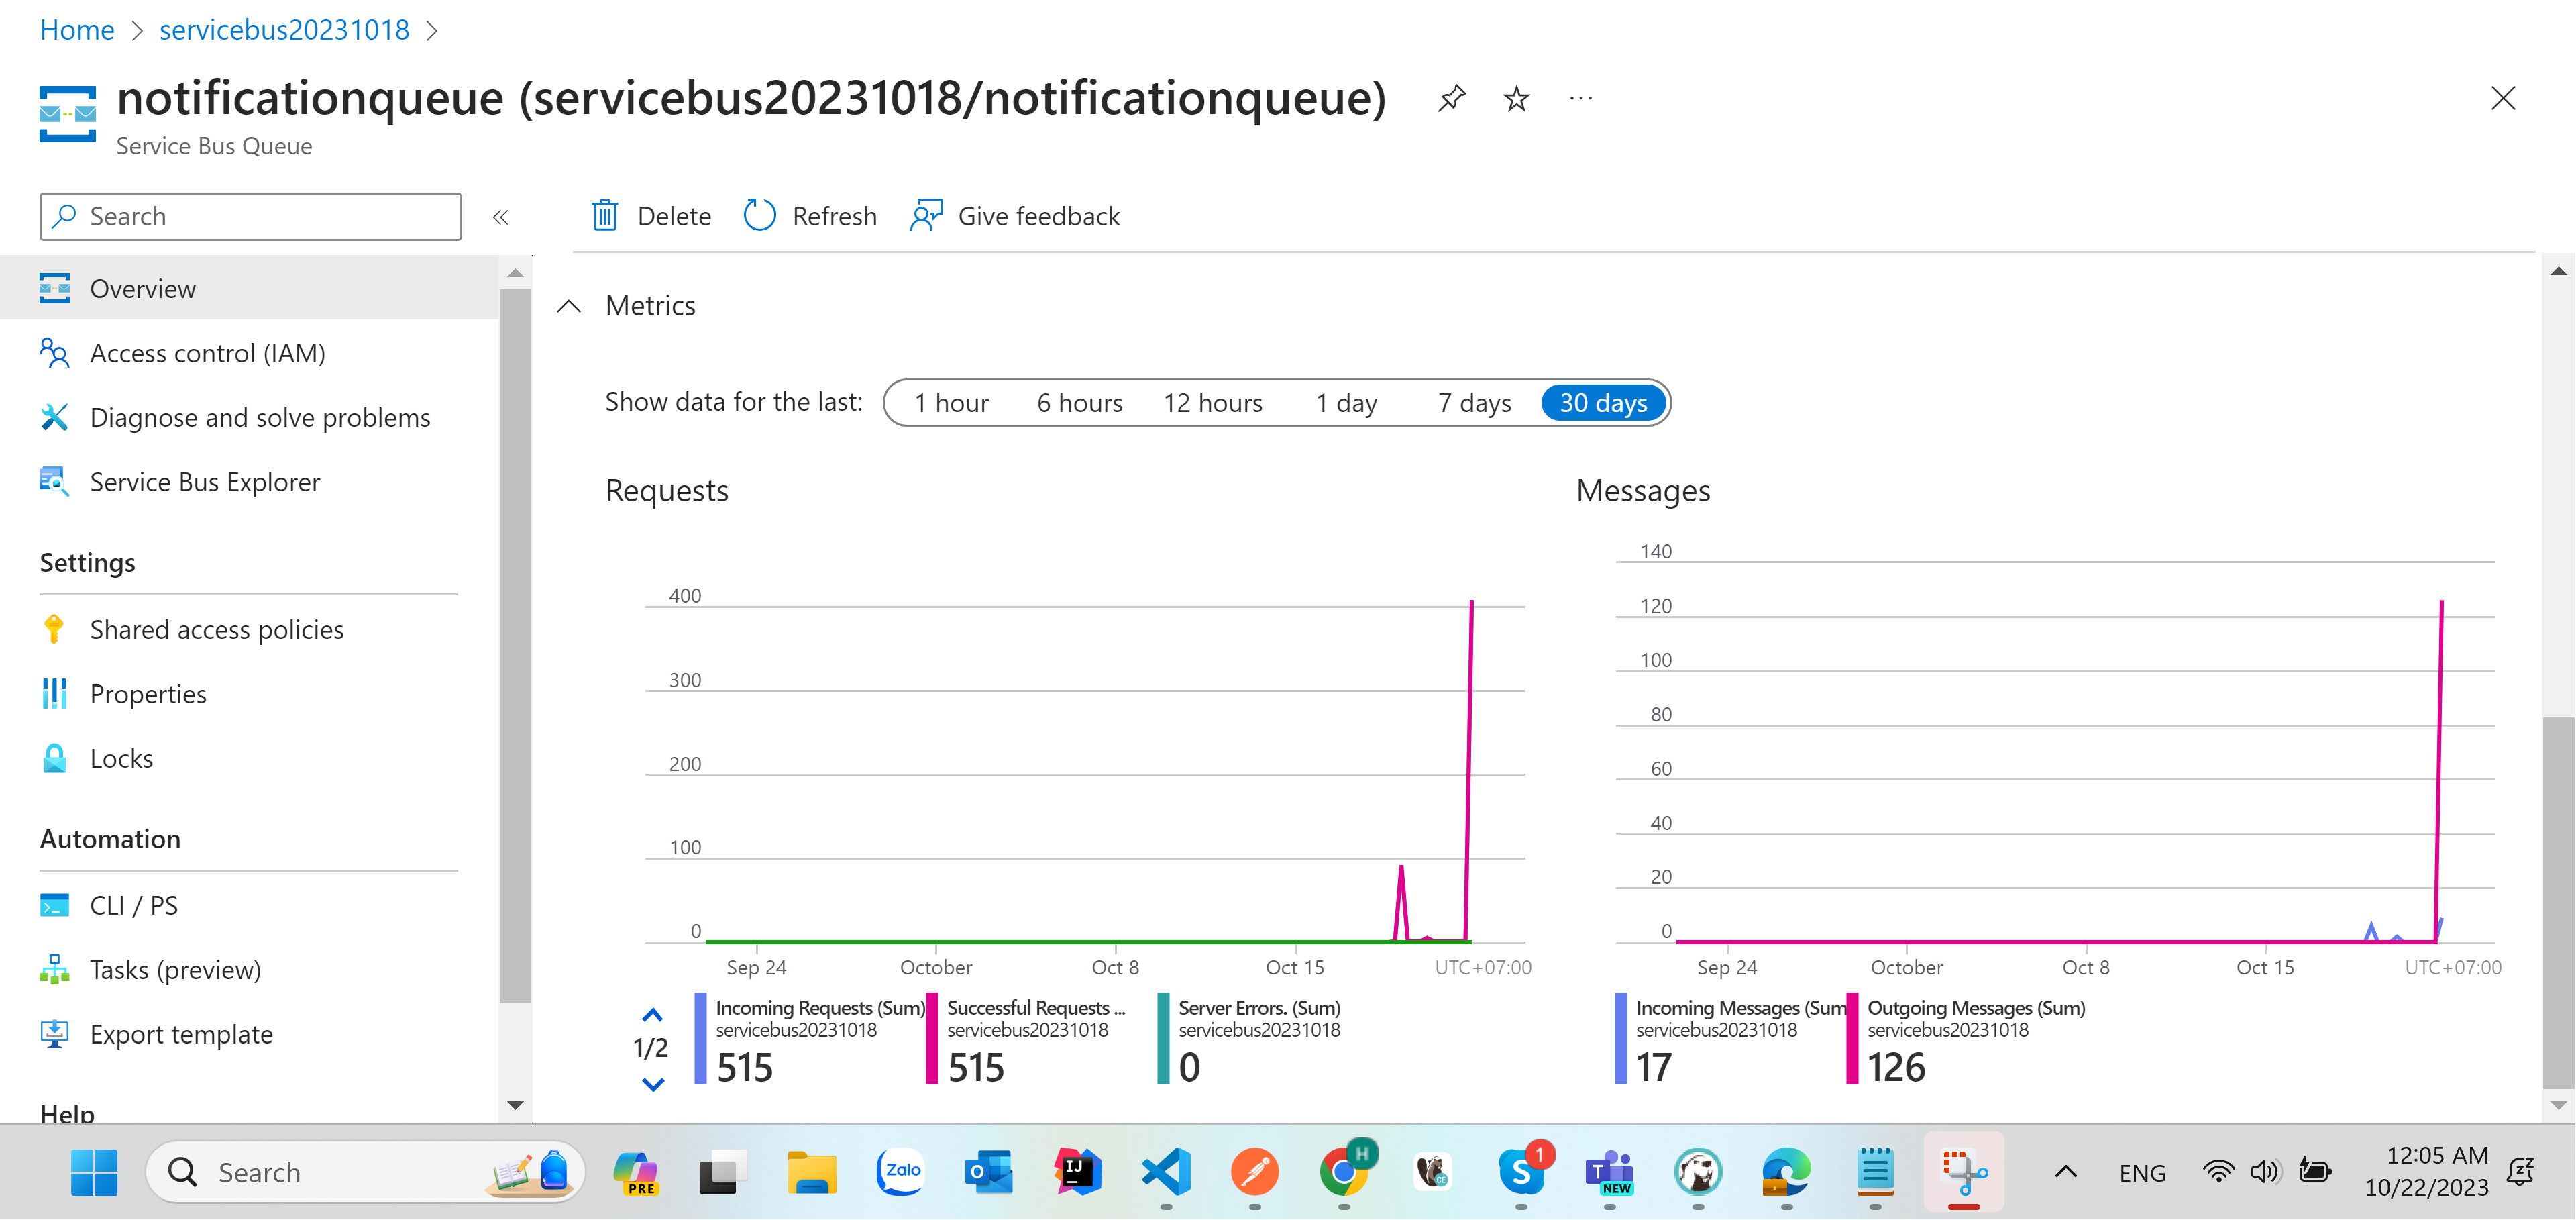 Home > servicebus20231018 >
notificationqueue (servicebus20231018/notificationqueue)
Service Bus Queue
Search
Delete Refresh Give feedback
Overview
Access control (IAM)
Diagnose and solve problems
Service Bus Explorer
Settings
Shared access policies
Properties
Locks
Automation
CLI / PS
Tasks (preview)
Export template
Help
Metrics
Show data for the last: 1 hour 6 hours 12 hours 1 day 7 days 30 days
Requests
400
300
200
100
0
Sep 24 October Oct 8 Oct 15 UTC+07:00
1/2
Incoming Requests (Sum)
servicebus20231018
515
Successful Requests ...
servicebus20231018
515
Server Errors. (Sum)
servicebus20231018
0
Messages
140
120
100
80
60
40
20
0
Sep 24 October Oct 8 Oct 15 UTC+07:00
Incoming Messages (Sum
servicebus20231018
17
Outgoing Messages (Sum)
servicebus20231018
126
Search
PRE
Zalo
O
IJ
H
CE
S
1
T
NEW
ENG
12:05 AM
10/22/2023